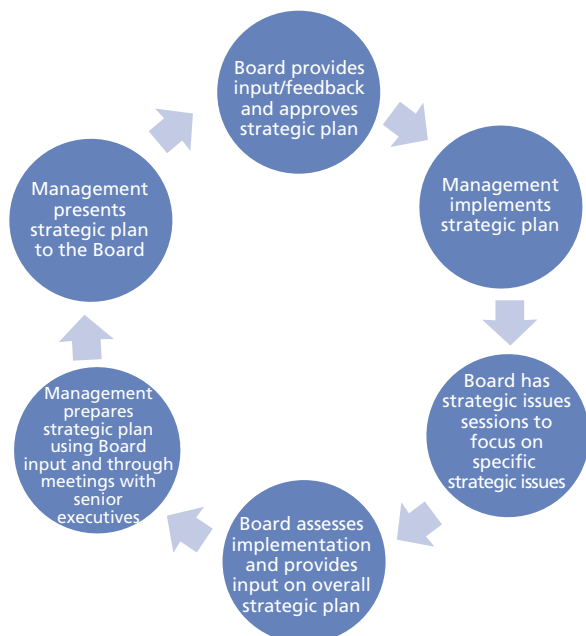 Board provides
input/feedback
and approves
strategic plan
Management
implements
strategic plan
Board has
strategic issues
sessions to
focus on
specific
strategic issues
Board assesses
implementation
and provides
input on overall
strategic plan
Management
prepares
strategic plan
using Board
input and through
meetings with
senior
executives
Management
presents
strategic plan
to the Board